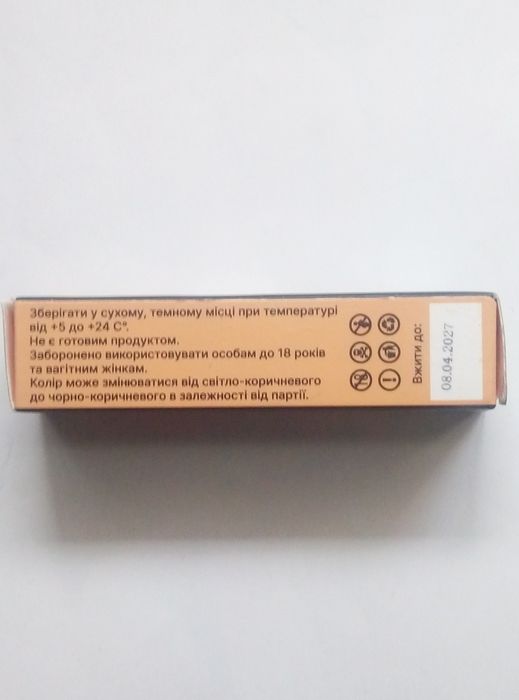 Зберігати у сухому, темному місці при температурі
від +5 до +24 С°.
Не є готовим продуктом.
Заборонено використовувати особам до 18 років
та вагітним жінкам.
Колір може змінюватися від світло-коричневого
до чорно-коричневого в залежності від партії.
Вжити до:
08.04.2027